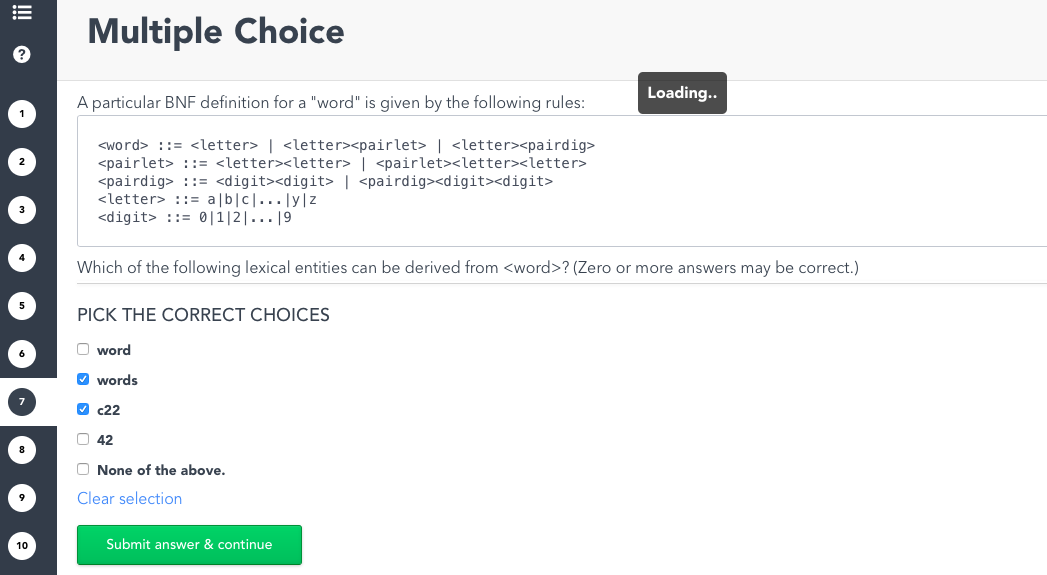 Multiple Choice
?
Loading..
A particular BNF definition for a "word" is given by the following rules:
1
<word> ::= <letter> | <letter><pairlet> | <letter><pairdig>
<pairlet> ::= <letter><letter> | <pairlet><letter><letter>
2
<pairdig> ::= <digit><digit> | <pairdig><digit><digit>
<letter> ::= a|b|c|...|y|z
3
<digit> ::= 0|1|2|...|9
4
Which of the following lexical entities can be derived from <word>? (Zero or more answers may be correct.)
5
PICK THE CORRECT CHOICES
6
word
words
7
c22
42
8
None of the above.
9
Clear selection
10
Submit answer & continue